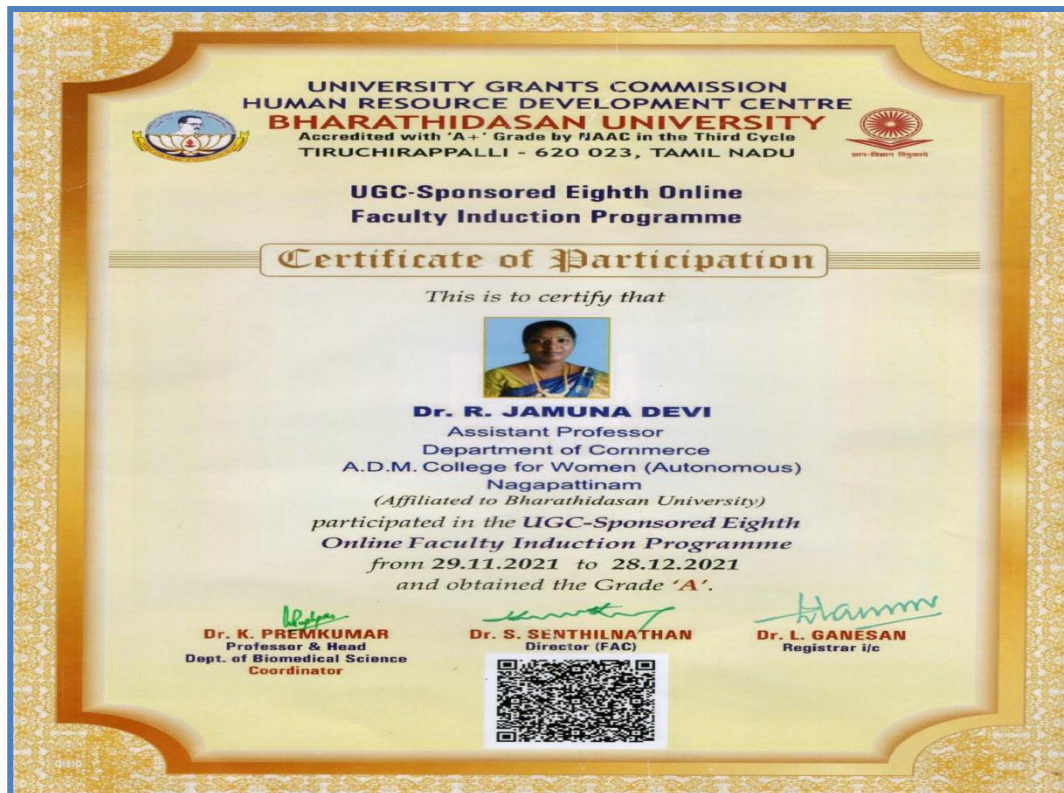 UNIVERSITY GRANTS COMMISSION
HUMAN RESOURCE DEVELOPMENT CENTRE
BHARATHIDASAN UNIVERSITY
Accredited with 'A+' Grade by NAAC in the Third Cycle
TIRUCHIRAPPALLI - 620 023, TAMIL NADU
ज्ञान-विज्ञान विमुक्तये
UGC-Sponsored Eighth Online
Faculty Induction Programme
Certificate of Participation
This is to certify that
Dr. R. JAMUNA DEVI
Assistant Professor
Department of Commerce
A.D.M. College for Women (Autonomous)
Nagapattinam
(Affiliated to Bharathidasan University)
participated in the UGC-Sponsored Eighth
Online Faculty Induction Programme
from 29.11.2021 to 28.12.2021
and obtained the Grade 'A'.
Dr. K. PREMKUMAR
Professor & Head
Dept. of Biomedical Science
Coordinator
Dr. S. SENTHILNATHAN
Director (FAC)
Dr. L. GANESAN
Registrar i/c